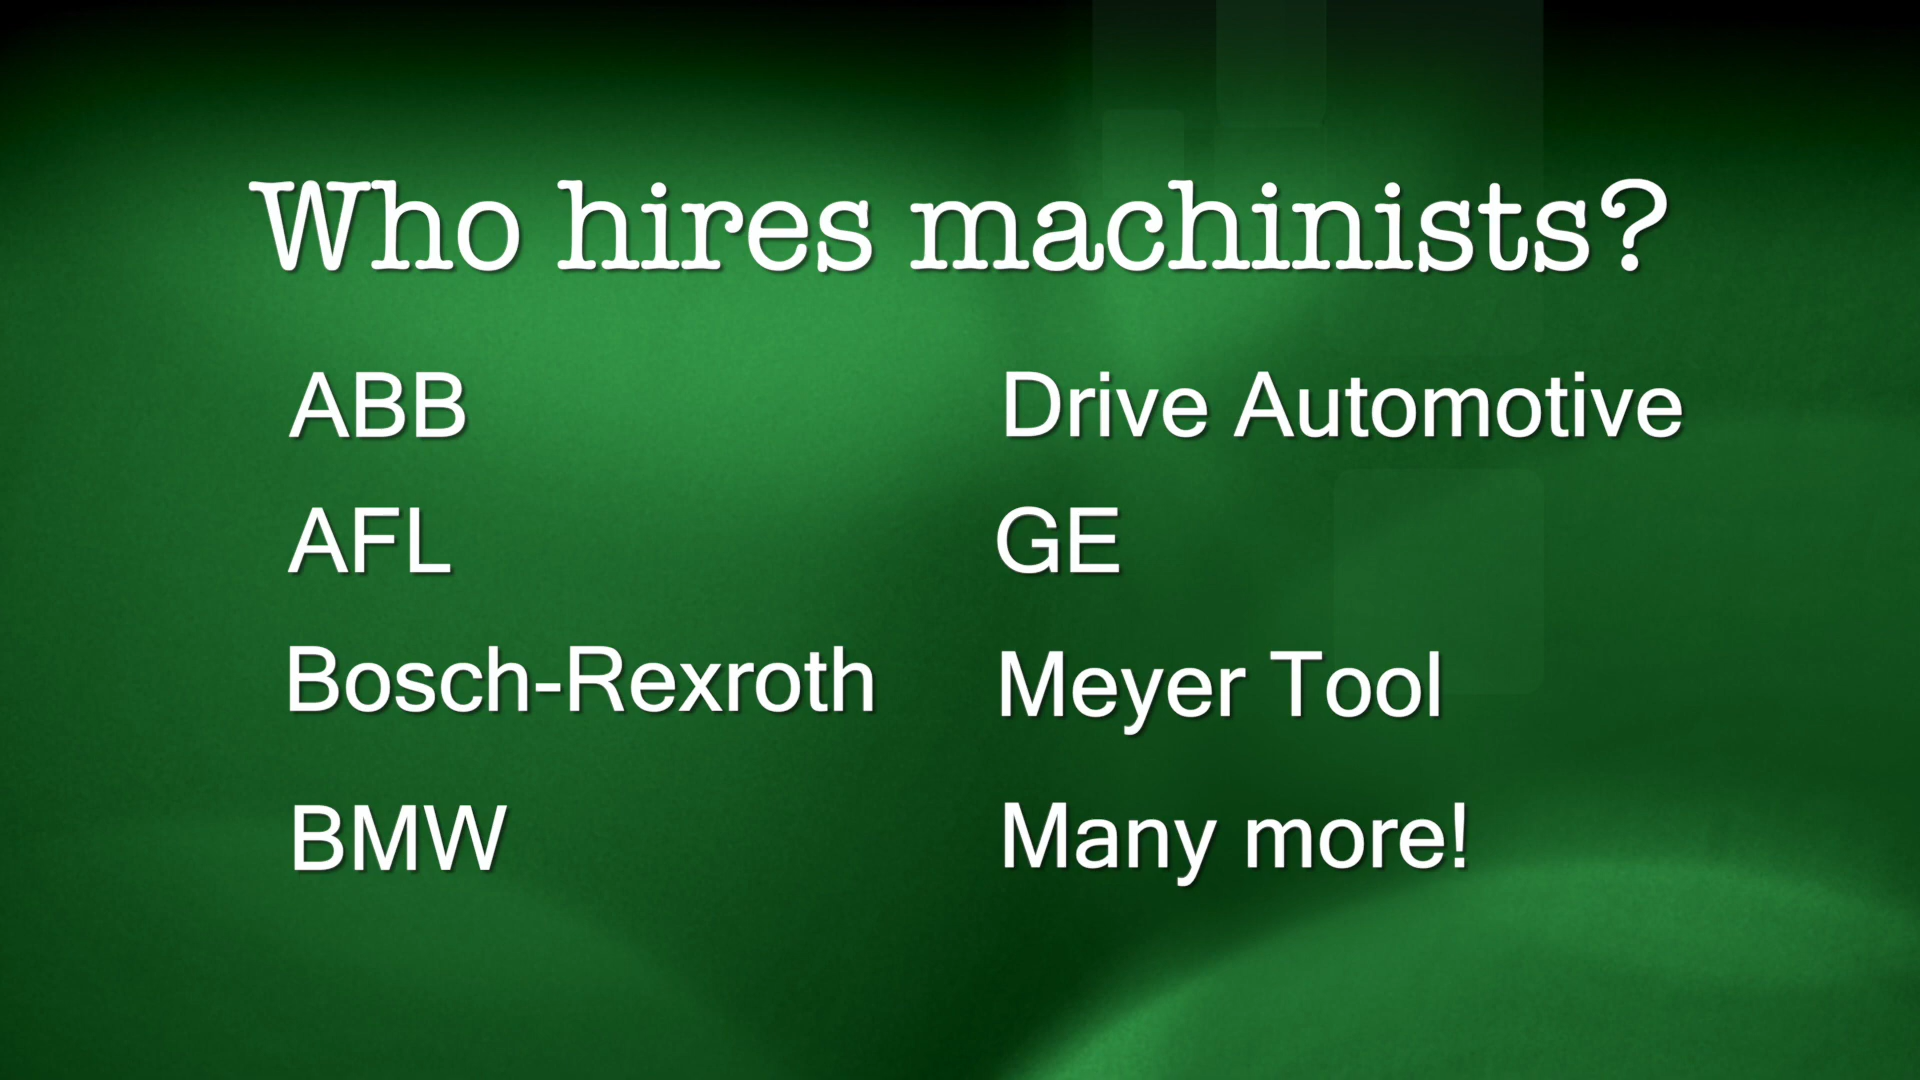 Who hires machinists?
ABB
AFL
Bosch-Rexroth
BMW
Drive Automotive
GE
Meyer Tool
Many more!